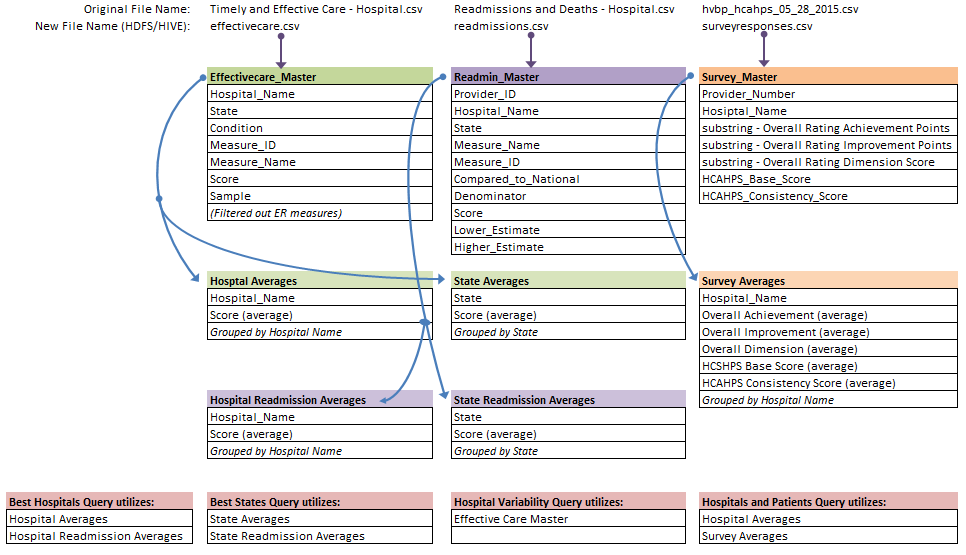 Original File Name: Timely and Effective Care - Hospital.csv Readmissions and Deaths - Hospital.csv hvbp_hcahps_05_28_2015.csv
New File Name (HDFS/HIVE): effectivecare.csv readmissions.csv surveyresponses.csv
Effectivecare_Master
Hospital_Name
State
Condition
Measure_ID
Measure_Name
Score
Sample
(Filtered out ER measures)
Readmin_Master
Provider_ID
Hospital_Name
State
Measure_Name
Measure_ID
Compared_to_National
Denominator
Score
Lower_Estimate
Higher_Estimate
Survey_Master
Provider_Number
Hosiptal_Name
substring - Overall Rating Achievement Points
substring - Overall Rating Improvement Points
substring - Overall Rating Dimension Score
HCAHPS_Base_Score
HCAHPS_Consistency_Score
Hosptal Averages
Hospital_Name
Score (average)
Grouped by Hospital Name
State Averages
State
Score (average)
Grouped by State
Survey Averages
Hospital_Name
Overall Achievement (average)
Overall Improvement (average)
Overall Dimension (average)
HCSHPS Base Score (average)
HCAHPS Consistency Score (average)
Grouped by Hospital Name
Hospital Readmission Averages
Hospital_Name
Score (average)
Grouped by Hospital Name
State Readmission Averages
State
Score (average)
Grouped by State
Best Hospitals Query utilizes:
Hospital Averages
Hospital Readmission Averages
Best States Query utilizes:
State Averages
State Readmission Averages
Hospital Variability Query utilizes:
Effective Care Master
Hospitals and Patients Query utilizes:
Hospital Averages
Survey Averages